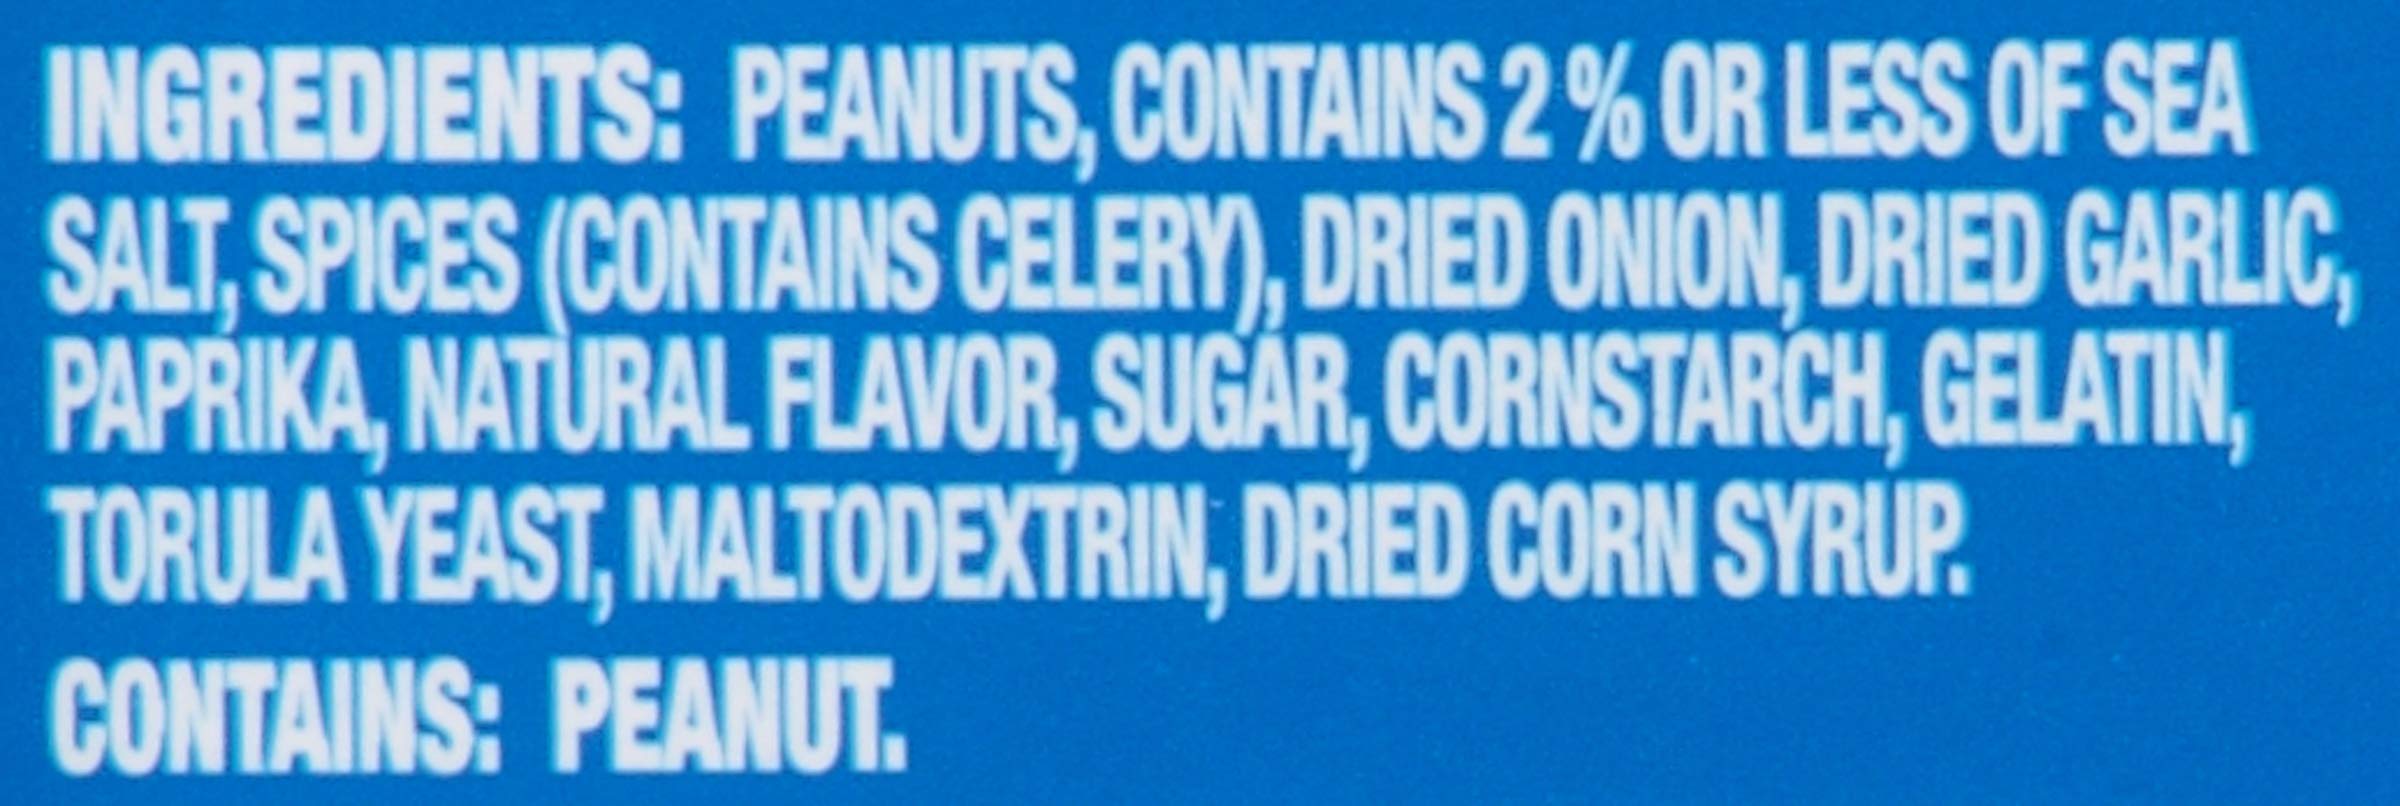 INGREDIENTS: PEANUTS, CONTAINS 2 % OR LESS OF SEA
SALT, SPICES (CONTAINS CELERY), DRIED ONION, DRIED GARLIC,
PAPRIKA, NATURAL FLAVOR, SUGAR, CORNSTARCH, GELATIN,
TORULA YEAST, MALTODEXTRIN, DRIED CORN SYRUP.
CONTAINS: PEANUT.